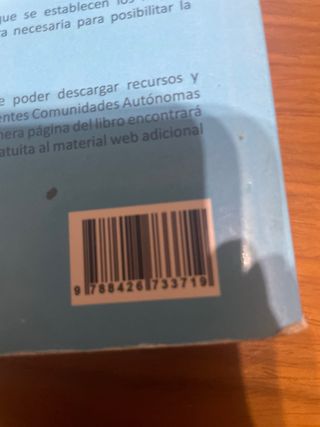 que se establecen los
necesaria para posibilitar la
e poder descargar recursos y
entes Comunidades Autónomas
mera página del libro encontrará
atuita al material web adicional
9 788426 733719